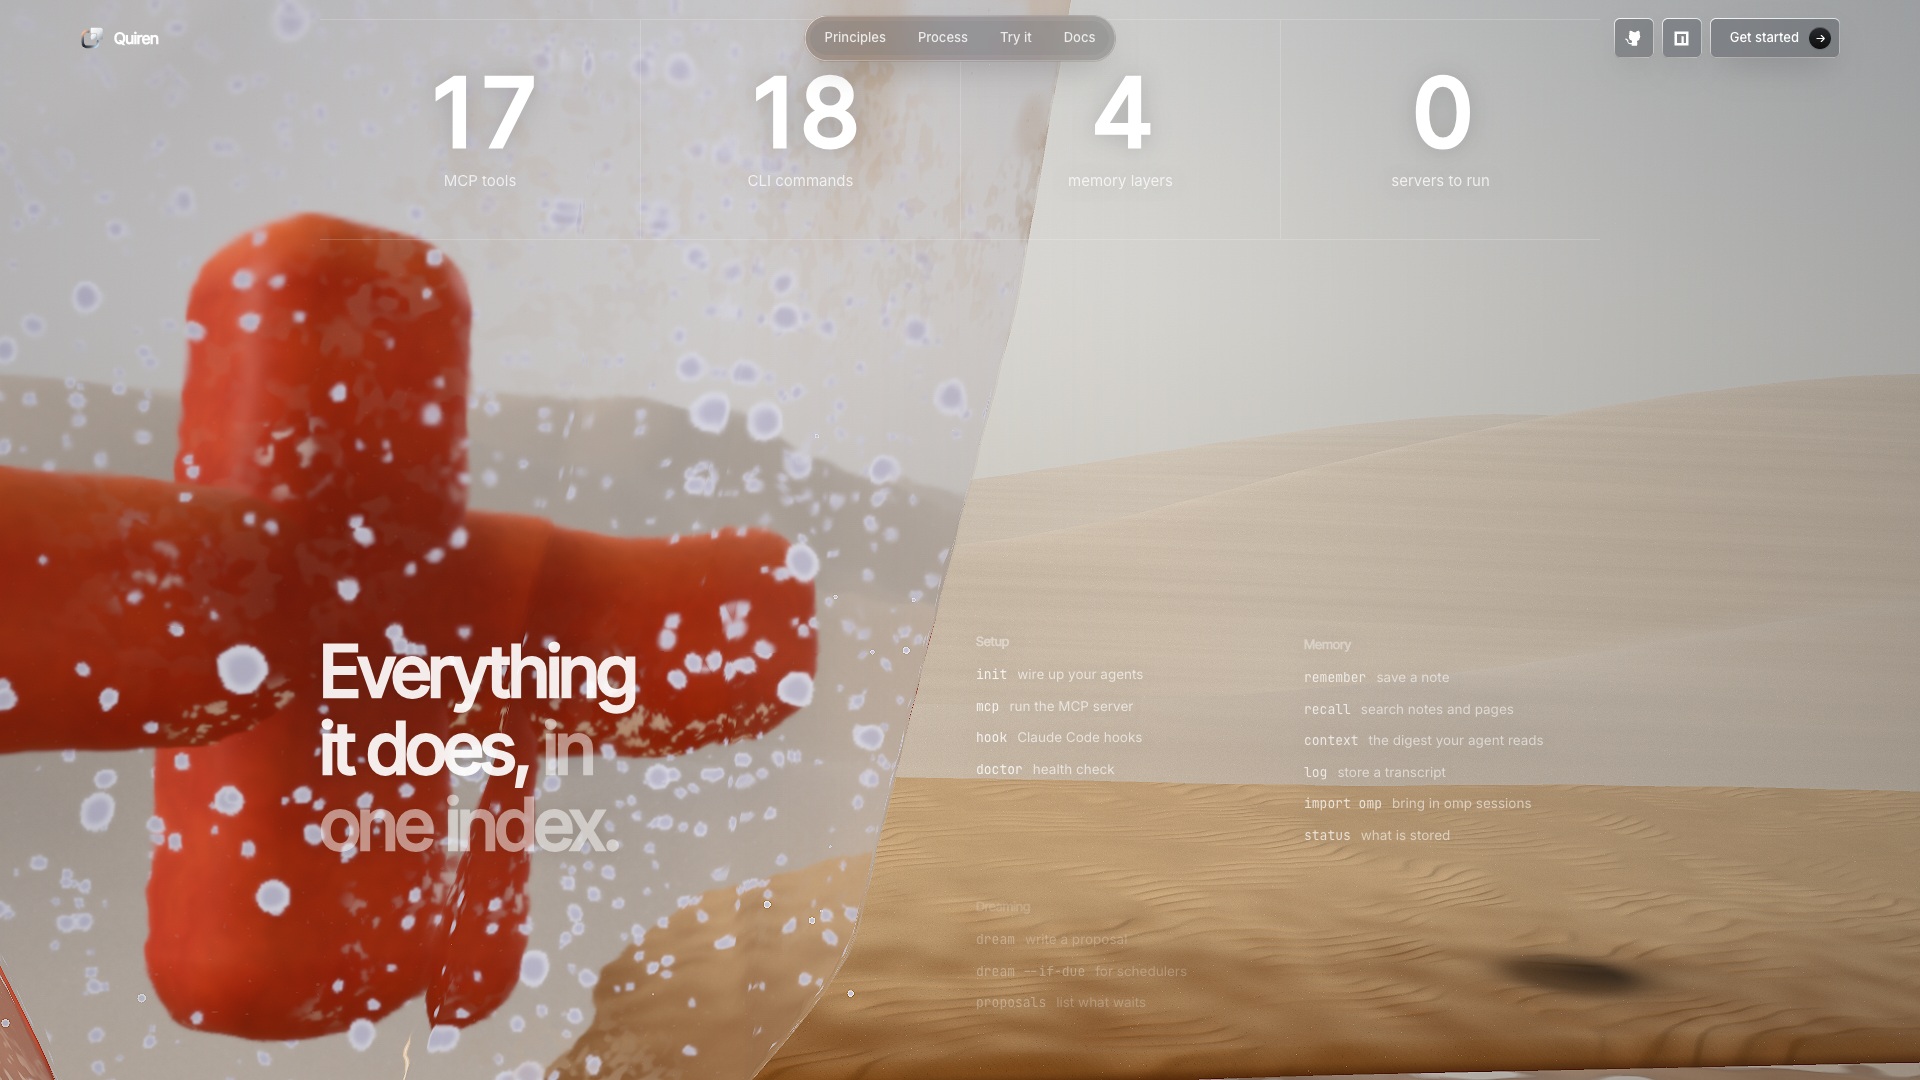 Quiren
Principles
Process
Try it
Docs
Get started
17
MCP tools
18
CLI commands
4
memory layers
0
servers to run
Everything
it does, in
one index.
Setup
init wire up your agents
mcp run the MCP server
hook Claude Code hooks
doctor health check
Memory
remember save a note
recall search notes and pages
context the digest your agent reads
log store a transcript
import omp bring in omp sessions
status what is stored
Dreaming
dream write a proposal
dream --if-due for schedulers
proposals list what waits